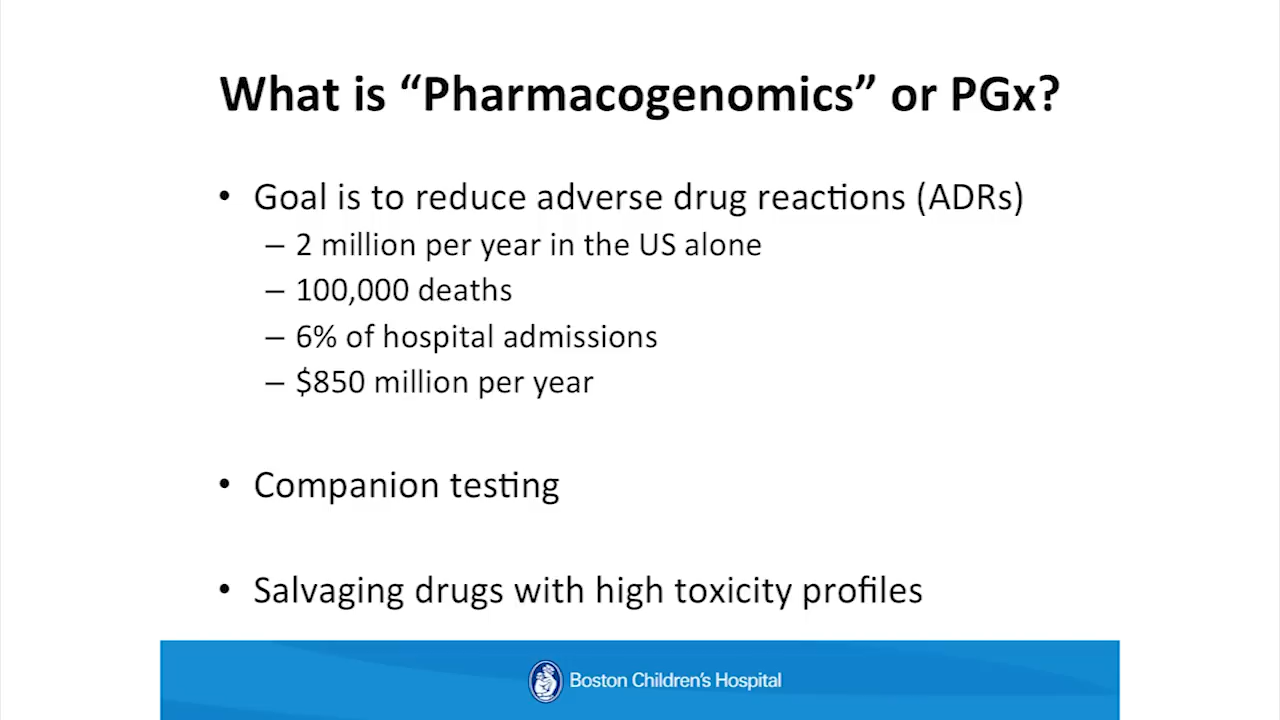 What is “Pharmacogenomics” or PGx?
• Goal is to reduce adverse drug reactions (ADRs)
– 2 million per year in the US alone
– 100,000 deaths
– 6% of hospital admissions
– $850 million per year
• Companion testing
• Salvaging drugs with high toxicity profiles
Boston Children’s Hospital